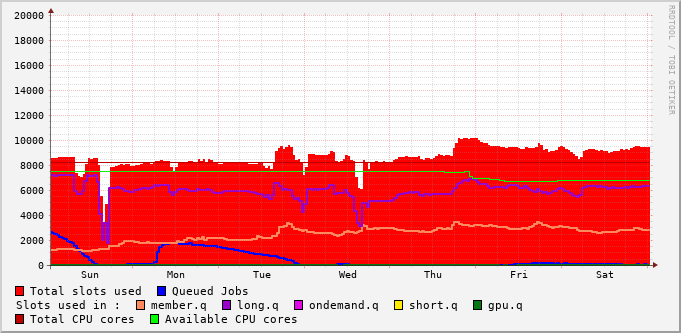 20000
18000
16000
14000
12000
10000
8000
6000
4000
2000
0
Sun Mon Tue Wed Thu Fri Sat
RRDTOOL / TOBI OETIKER
Total slots used Queued Jobs
Slots used in : member.q long.q ondemand.q short.q gpu.q
Total CPU cores Available CPU cores